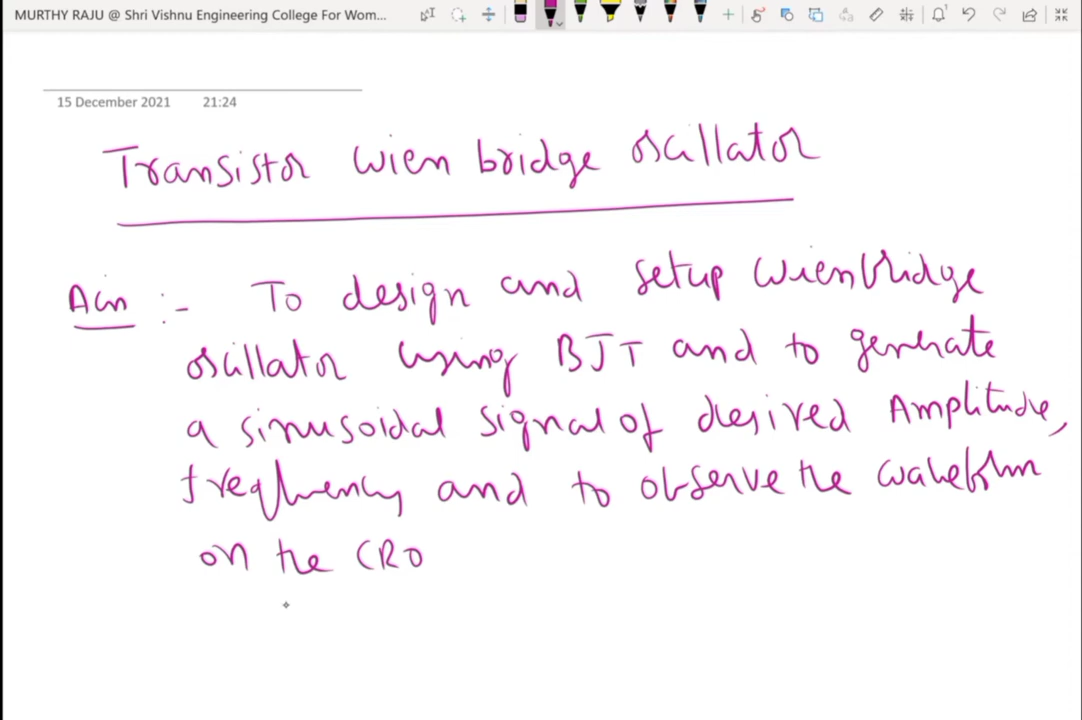 MURTHY RAJU @ Shri Vishnu Engineering College For Wom...
15 December 2021 21:24
Transistor wien bridge oscillator
Aim :- To design and setup wienbridge
oscillator using BJT and to generate
a sinusoidal signal of desired Amplitude,
frequency and to observe the waveform
on the CRO